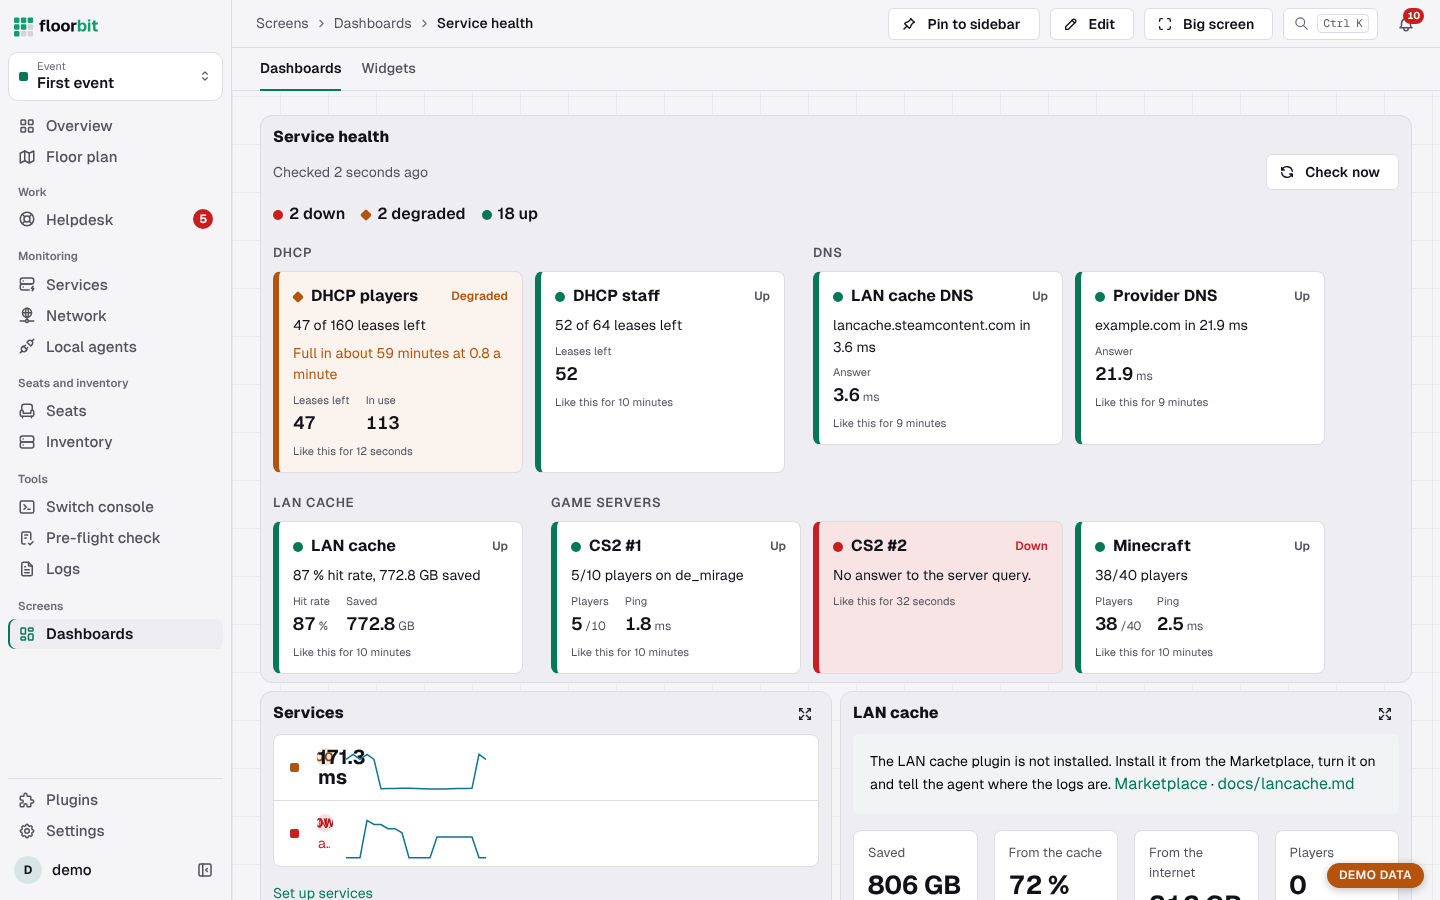 floorbit
Event
First event
Overview
Floor plan
Work
Helpdesk 5
Monitoring
Services
Network
Local agents
Seats and inventory
Seats
Inventory
Tools
Switch console
Pre-flight check
Logs
Screens
Dashboards
Plugins
Settings
D demo
Screens > Dashboards > Service health
Pin to sidebar
Edit
Big screen
Ctrl K
10
Dashboards Widgets
Service health
Checked 2 seconds ago
Check now
2 down 2 degraded 18 up
DHCP
DHCP players Degraded
47 of 160 leases left
Full in about 59 minutes at 0.8 a
minute
Leases left In use
47 113
Like this for 12 seconds
DHCP staff Up
52 of 64 leases left
Leases left
52
Like this for 10 minutes
DNS
LAN cache DNS Up
lancache.steamcontent.com in
3.6 ms
Answer
3.6 ms
Like this for 9 minutes
Provider DNS Up
example.com in 21.9 ms
Answer
21.9 ms
Like this for 9 minutes
LAN CACHE
LAN cache Up
87 % hit rate, 772.8 GB saved
Hit rate Saved
87 % 772.8 GB
Like this for 10 minutes
GAME SERVERS
CS2 #1 Up
5/10 players on de_mirage
Players Ping
5 /10 1.8 ms
Like this for 10 minutes
CS2 #2 Down
No answer to the server query.
Like this for 32 seconds
Minecraft Up
38/40 players
Players Ping
38 /40 2.5 ms
Like this for 10 minutes
Services
171.3
ms
a..
Set up services
LAN cache
The LAN cache plugin is not installed. Install it from the Marketplace, turn it on
and tell the agent where the logs are. Marketplace · docs/lancache.md
Saved
806 GB
From the cache
72 %
From the
internet
Players
0
DEMO DATA